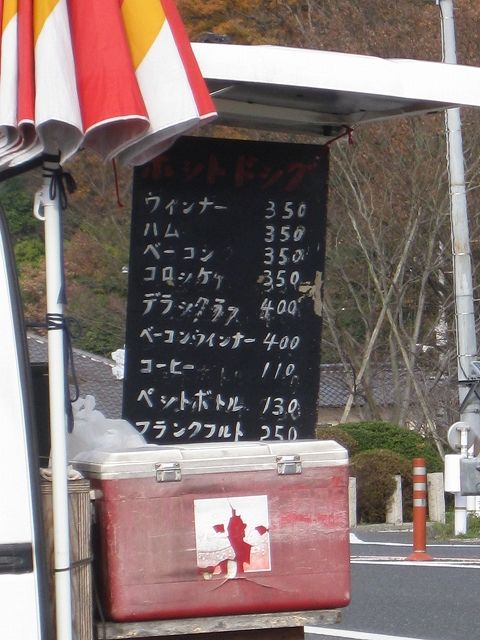 ホットドッグ
ウィンナー 350
ハム 350
ベーコン 350
コロッケ 350
デラックス 400
ベーコンウィンナー 400
コーヒー 110
ペットボトル 130
フランクフルト 250